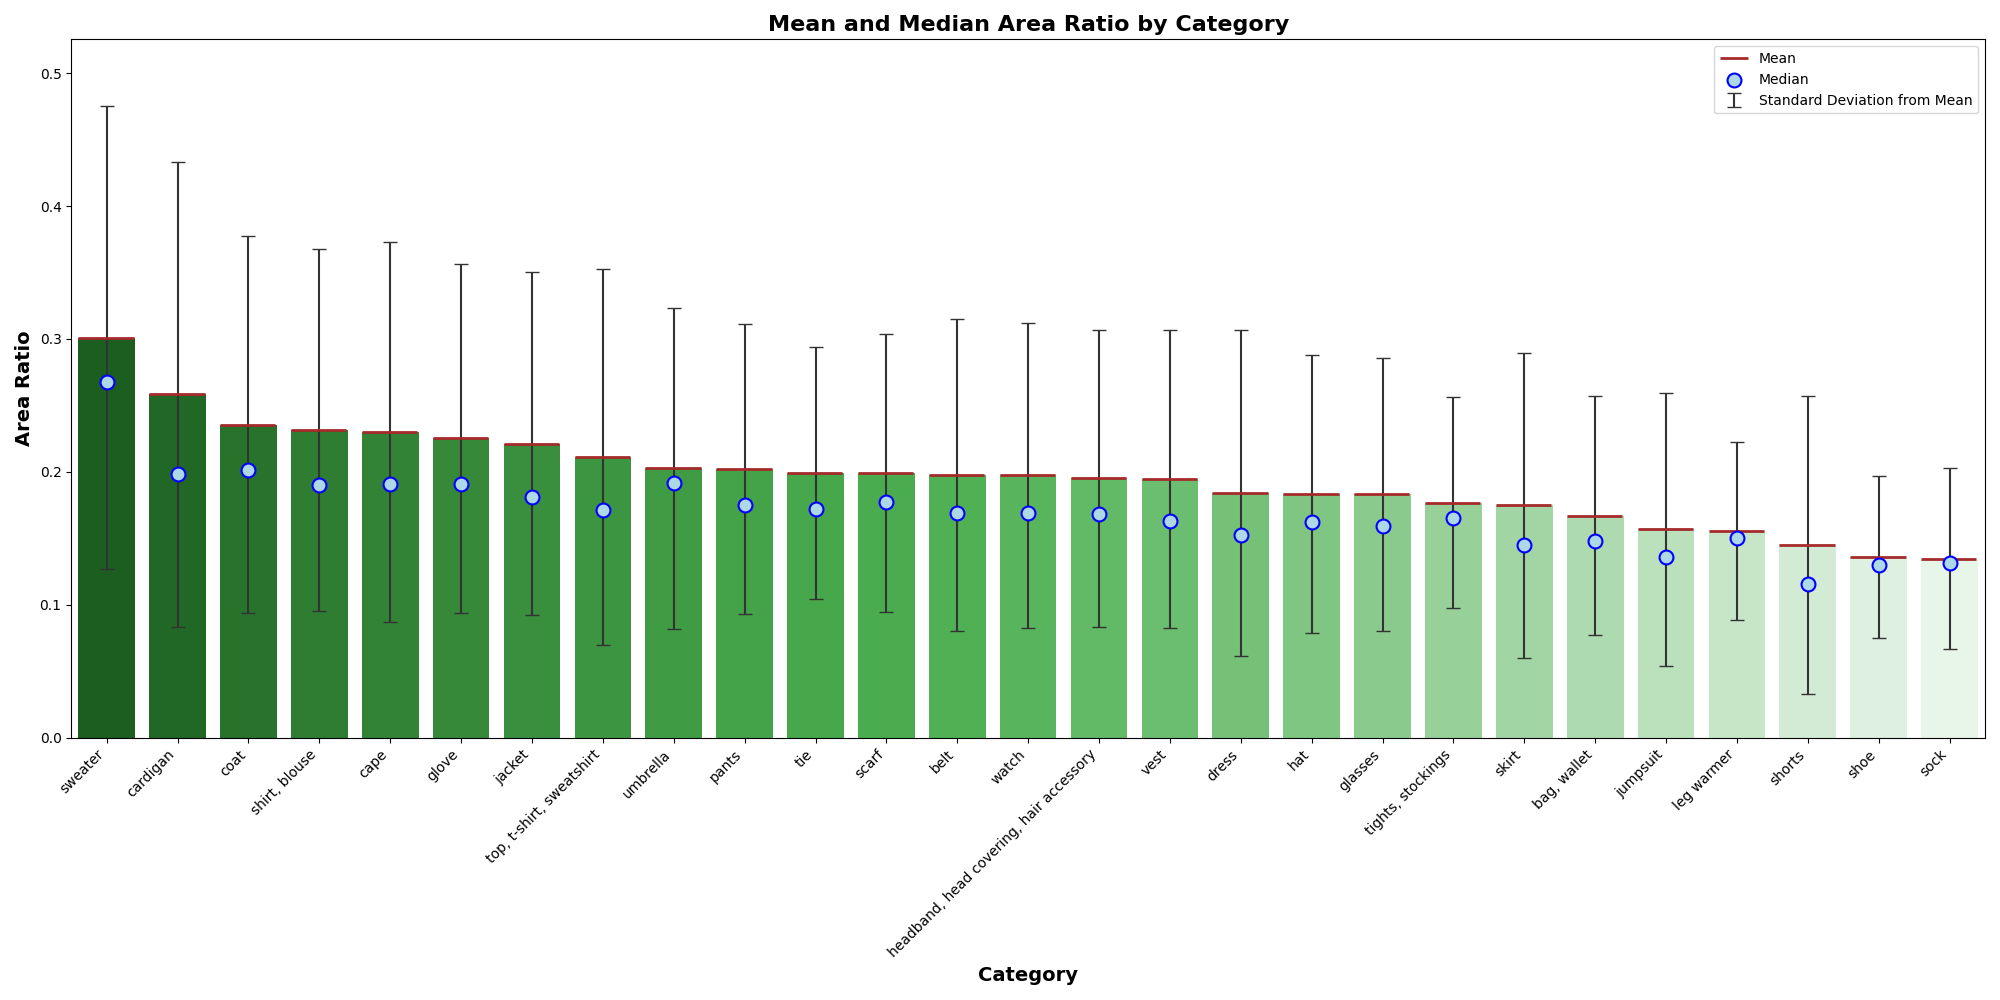 Mean and Median Area Ratio by Category
Mean
Median
Standard Deviation from Mean
Area Ratio
0.5
0.4
0.3
0.2
0.1
0.0
sweater
cardigan
coat
shirt, blouse
cape
glove
jacket
top, t-shirt, sweatshirt
umbrella
pants
tie
scarf
belt
watch
headband, head covering, hair accessory
vest
dress
hat
glasses
tights, stockings
skirt
bag, wallet
jumpsuit
leg warmer
shorts
shoe
sock
Category